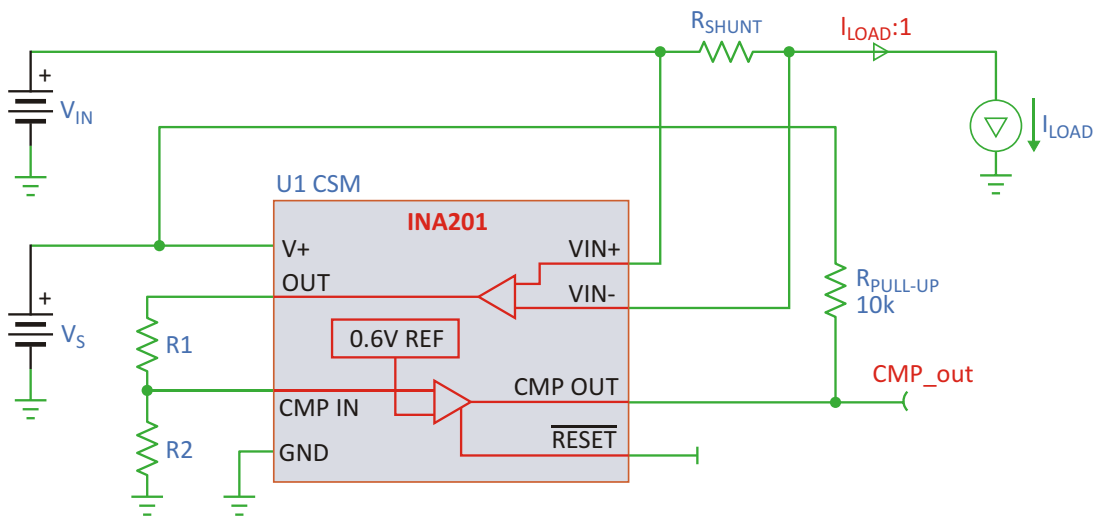 R_SHUNT
I_LOAD:1
+
V_IN
I_LOAD
U1 CSM
INA201
V+
VIN+
OUT
VIN-
R_PULL-UP
10k
+
V_S
R1
0.6V REF
CMP_out
CMP OUT
CMP IN
RESET
R2
GND